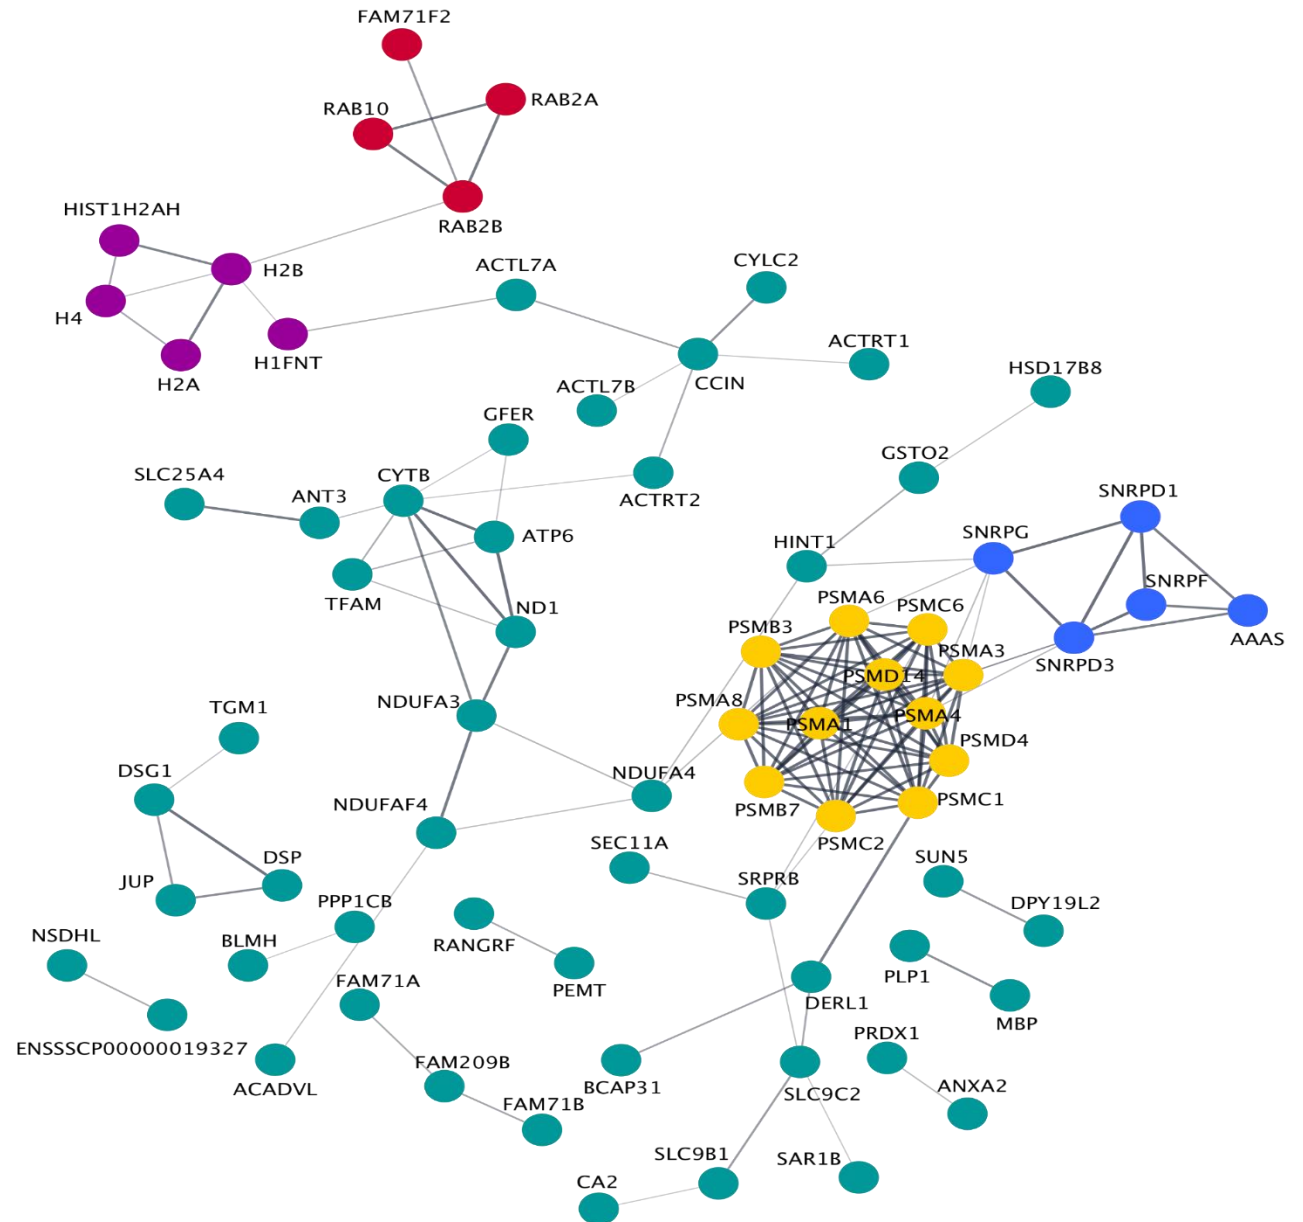 FAM71F2
RAB2A
RAB10
RAB2B
HIST1H2AH
H2B
H4
H2A
H1FNT
ACTL7A
CYLC2
ACTRT1
CCIN
ACTL7B
HSD17B8
GFER
GSTO2
SLC25A4
CYTB
ANT3
ACTRT2
SNRPD1
ATP6
SNRPG
HINT1
TFAM
SNRPF
ND1
PSMA6
PSMC6
PSMB3
PSMA3
AAAS
SNRPD3
PSMD14
NDUFA3
PSMA8
PSMA1
PSMA4
TGM1
PSMD4
DSG1
NDUFA4
PSMB7
PSMC1
NDUFAF4
PSMC2
SEC11A
SUN5
DSP
JUP
SRPRB
PPP1CB
DPY19L2
NSDHL
BLMH
RANGRF
PLP1
PEMT
FAM71A
DERL1
MBP
PRDX1
ENSSSCP00000019327
FAM209B
ACADVL
BCAP31
SLC9C2
ANXA2
FAM71B
SLC9B1
SAR1B
CA2